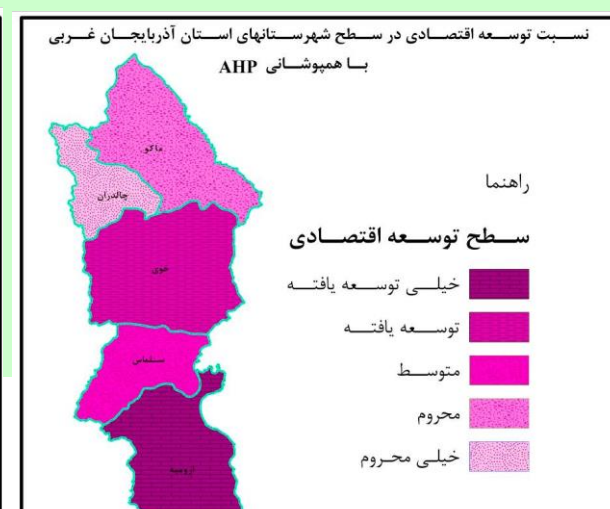 نسبت توسعه اقتصادی در سطح شهرستانهای استان آذربایجان غربی
با همپوشانی AHP
ماکو
چالدران
خوی
سلماس
ارومیه
راهنما
سطح توسعه اقتصادی
خیلی توسعه یافته
توسعه یافته
متوسط
محروم
خیلی محروم